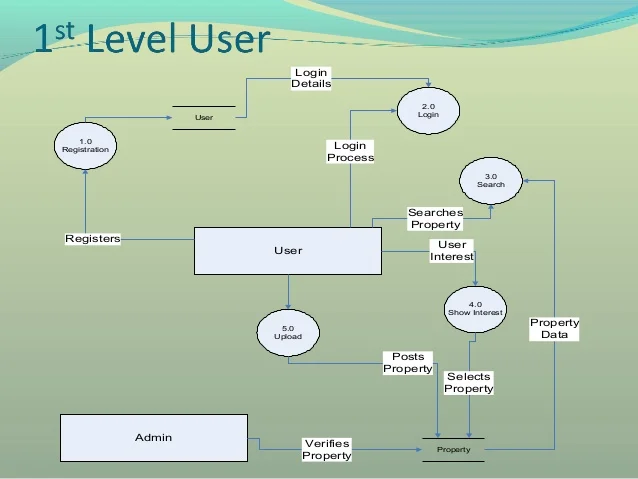 1st Level User
Login
Details
2.0
Login
User
1.0
Registration
Login
Process
3.0
Search
Searches
Property
Registers
User
User
Interest
4.0
Show Interest
5.0
Upload
Property
Data
Posts
Property
Selects
Property
Admin
Verifies
Property
Property